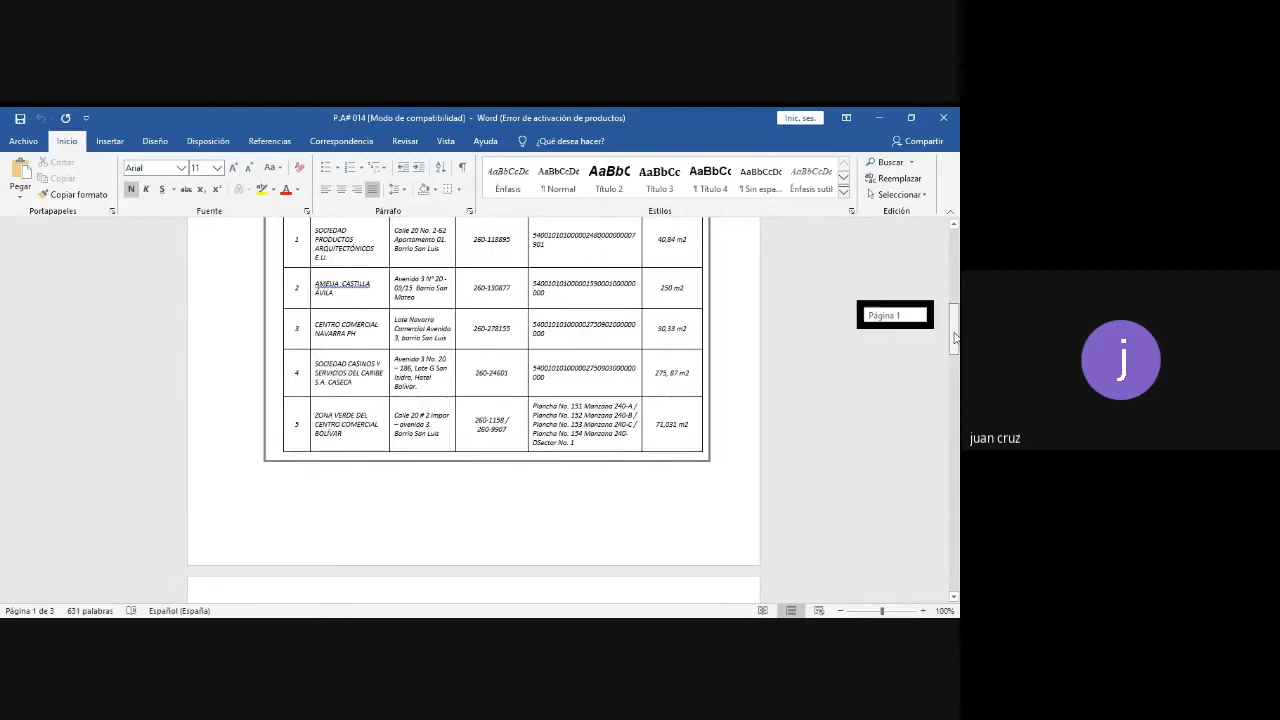 P.A# 014 [Modo de compatibilidad] - Word (Error de activación de productos)
Inic. ses.
Archivo Inicio Insertar Diseño Disposición Referencias Correspondencia Revisar Vista Ayuda ¿Qué desea hacer? Compartir
Pegar
Cortar
Copiar
Copiar formato
Portapapeles
Arial 11
Aa
N K S abc x₂ x² A
Fuente
Párrafo
AaBbCcDc AaBbCcDc AaBbC AaBbCc AaBbCc AaBbCcDc AaBbCcDc
Énfasis ¶ Normal Título 2 Título 3 ¶ Título 4 ¶ Sin espa... Énfasis sutil
Estilos
Buscar
Reemplazar
Seleccionar
Edición
1
SOCIEDAD
PRODUCTOS
ARQUITECTÓNICOS
E.U.
Calle 20 No. 2-62
Apartamento 01.
Barrio San Luis
260-118895
40,84 m2
2
AMELIA CASTILLA
ÁVILA
Avenida 3 Nº 20 -
09/15 Barrio San
Mateo
260-130877
250 m2
3
CENTRO COMERCIAL
NAVARRA PH
Lote Navarra
Comercial Avenida
3, barrio San Luis
260-278155
30,33 m2
4
SOCIEDAD CASINOS Y
SERVICIOS DEL CARIBE
S.A. CASECA
Avenida 3 No. 20
– 186, Lote G San
Isidro, Hotel
Bolívar.
260-24601
275, 87 m2
5
ZONA VERDE DEL
CENTRO COMERCIAL
BOLÍVAR
Calle 20 # 2 impar
– avenida 3.
Barrio San Luis
260-1158 /
260-9907
Plancha No. 151 Manzana 240-A /
Plancha No. 152 Manzana 240-B /
Plancha No. 153 Manzana 240-C /
Plancha No. 154 Manzana 240-
DSector No. 1
71,031 m2
Página 1
Página 1 de 3 631 palabras Español (España) 100%
j
juan cruz